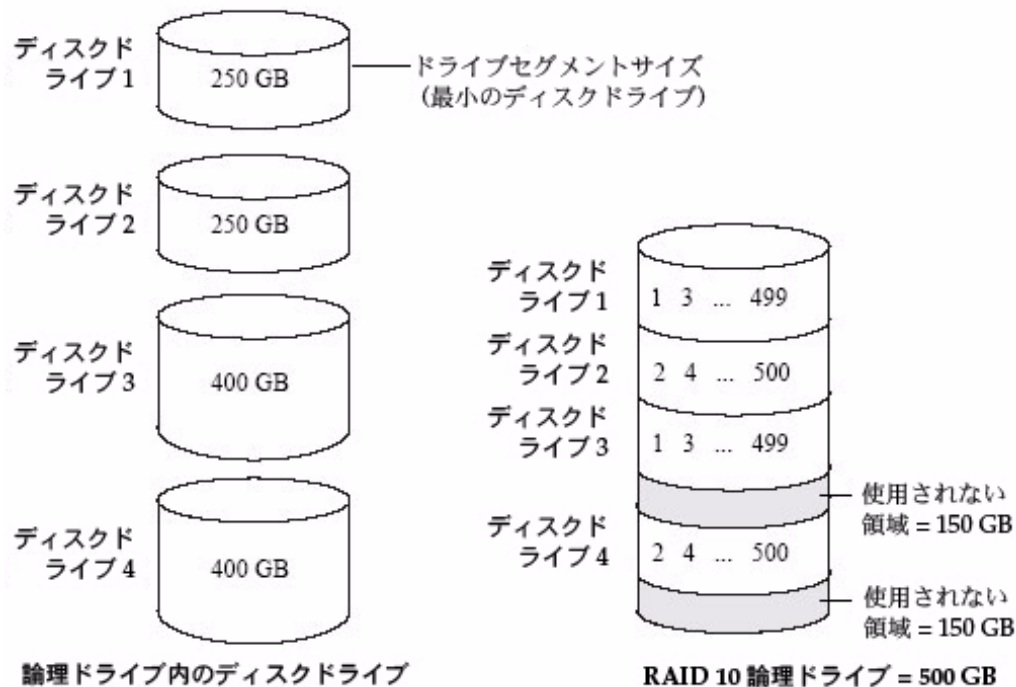 ディスクド
ライブ 1
250 GB
ドライブセグメントサイズ
(最小のディスクドライブ)
ディスクド
ライブ 2
250 GB
ディスクド
ライブ 3
400 GB
ディスクド
ライブ 4
400 GB
論理ドライブ内のディスクドライブ
ディスクド
ライブ 1
1 3 ... 499
ディスクド
ライブ 2
2 4 ... 500
ディスクド
ライブ 3
1 3 ... 499
使用されない
領域 = 150 GB
ディスクド
ライブ 4
2 4 ... 500
使用されない
領域 = 150 GB
RAID 10 論理ドライブ = 500 GB